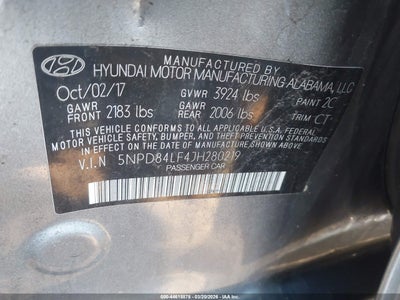 MANUFACTURED BY
HYUNDAI MOTOR MANUFACTURING ALABAMA, LLC
Oct/02/17 GVWR 3924 lbs PAINT 2C
GAWR FRONT 2183 lbs GAWR REAR 2006 lbs TRIM CT
THIS VEHICLE CONFORMS TO ALL APPLICABLE U.S.A. FEDERAL
MOTOR VEHICLE SAFETY, BUMPER, AND THEFT PREVENTION STANDARDS
IN EFFECT ON THE DATE OF MANUFACTURE SHOWN ABOVE.
V.I.N 5NPD84LF4JH280219
PASSENGER CAR